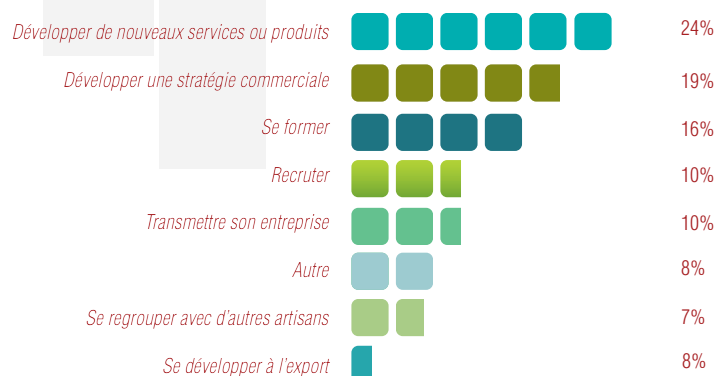 Développer de nouveaux services ou produits 24%
Développer une stratégie commerciale 19%
Se former 16%
Recruter 10%
Transmettre son entreprise 10%
Autre 8%
Se regrouper avec d’autres artisans 7%
Se développer à l’export 8%